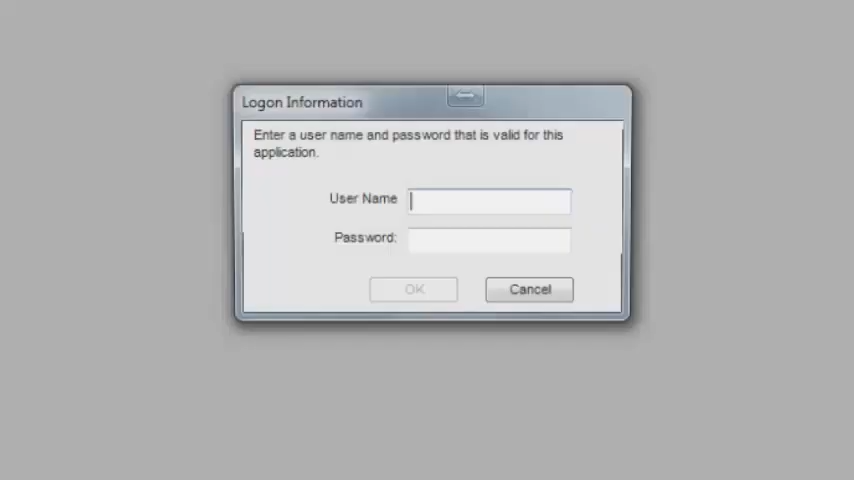 Logon Information
Enter a user name and password that is valid for this
application.
User Name
Password:
OK
Cancel